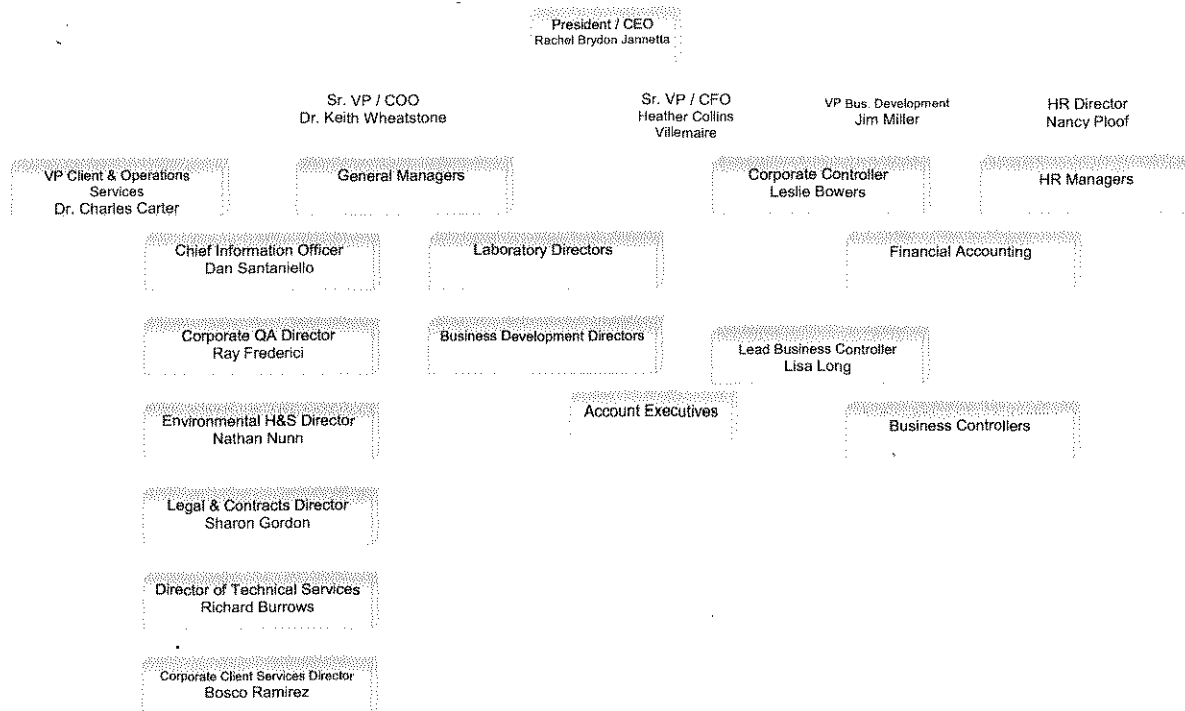 President / CEO
Rachel Brydon Jannetta
Sr. VP / COO
Dr. Keith Wheatstone
Sr. VP / CFO
Heather Collins
Villemaire
VP Bus. Development
Jim Miller
HR Director
Nancy Ploof
VP Client & Operations
Services
Dr. Charles Carter
General Managers
Corporate Controller
Leslie Bowers
HR Managers
Chief Information Officer
Dan Santaniello
Laboratory Directors
Financial Accounting
Corporate QA Director
Ray Frederici
Business Development Directors
Lead Business Controller
Lisa Long
Environmental H&S Director
Nathan Nunn
Account Executives
Business Controllers
Legal & Contracts Director
Sharon Gordon
Director of Technical Services
Richard Burrows
Corporate Client Services Director
Bosco Ramirez